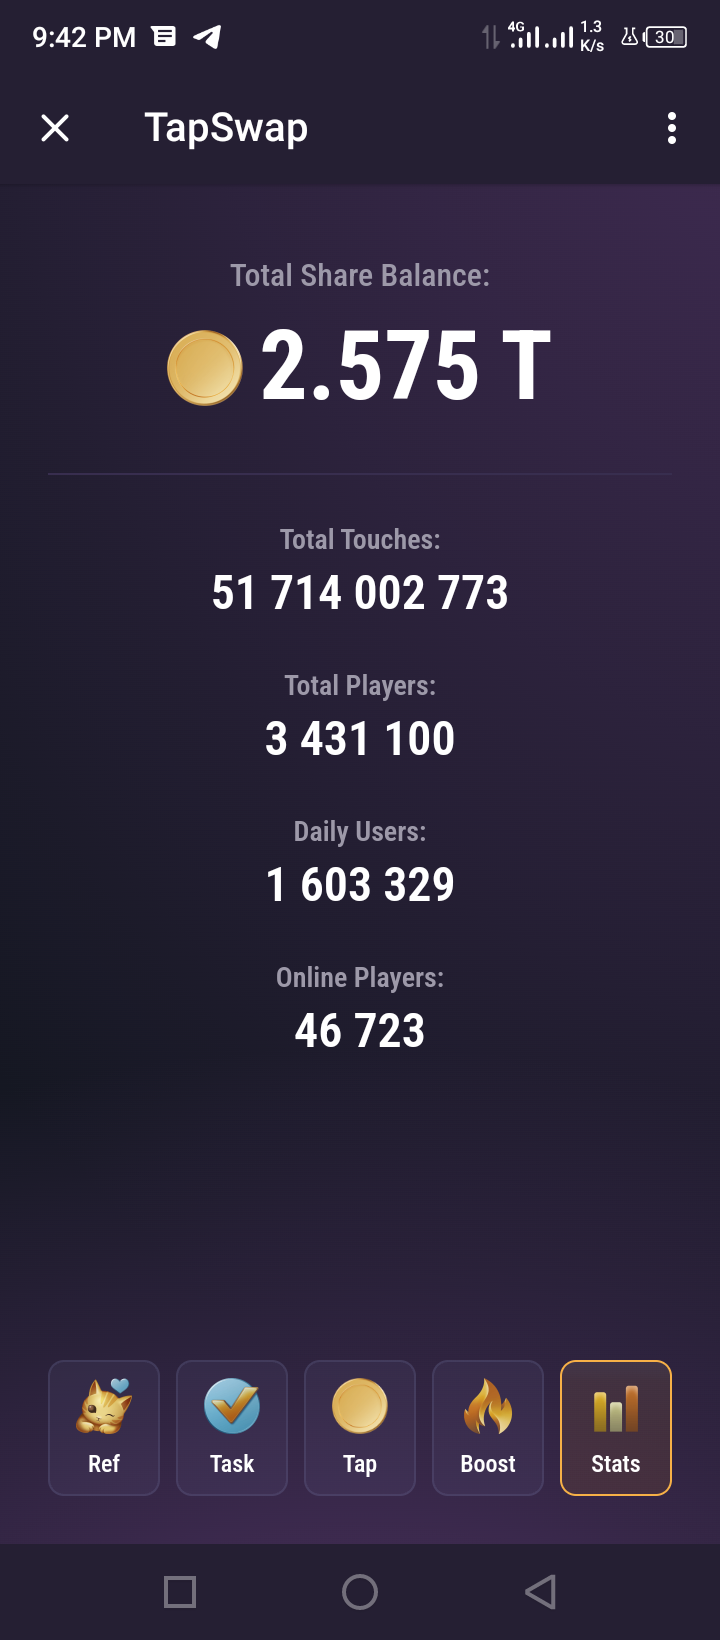 9:42 PM 4G 1.3 K/s 30
TapSwap
Total Share Balance:
2.575 T
Total Touches:
51 714 002 773
Total Players:
3 431 100
Daily Users:
1 603 329
Online Players:
46 723
Ref Task Tap Boost Stats